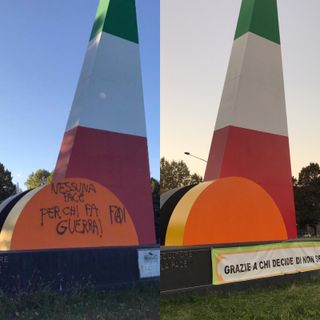 NESSUNA
PACE
PER CHI FA
GUERRA!
GRAZIE A CHI DECIDE DI NON